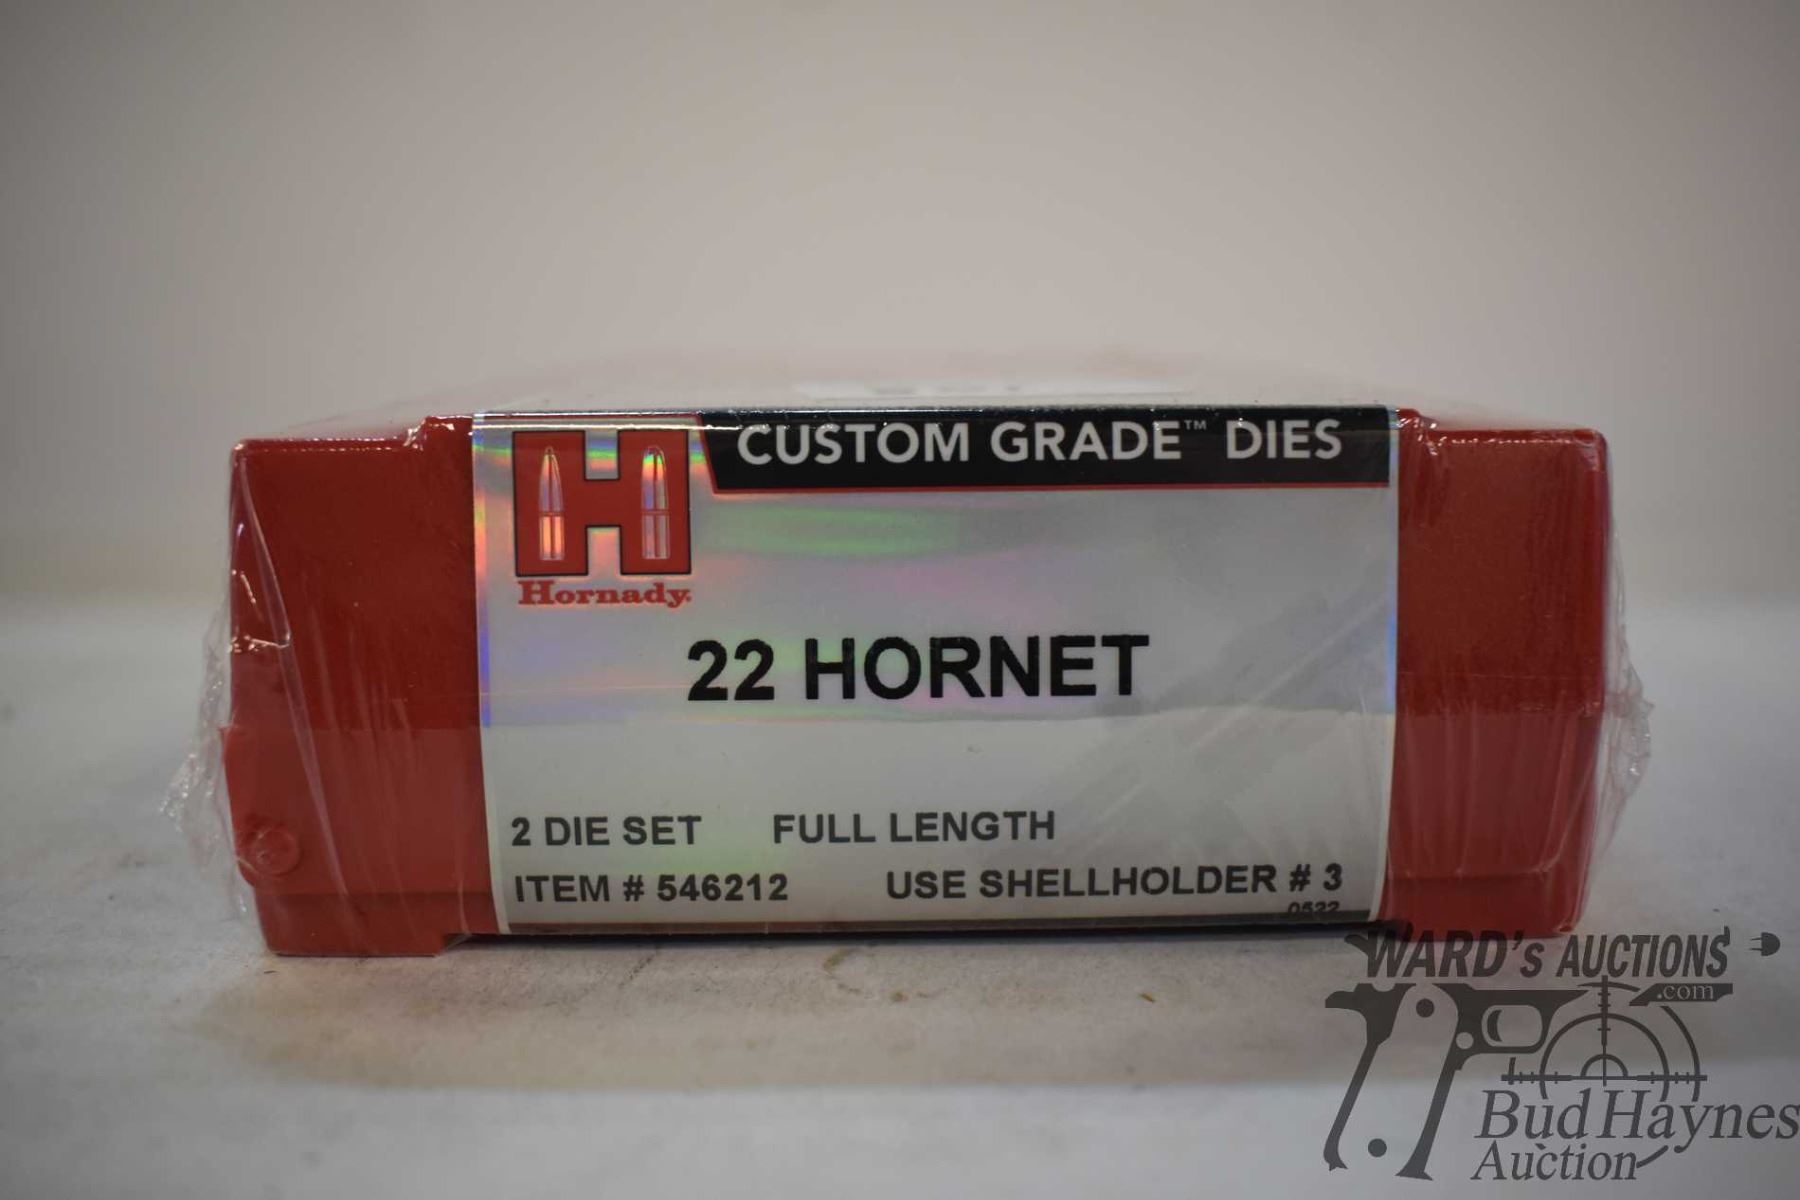 CUSTOM GRADE™ DIES
Hornady.
22 HORNET
2 DIE SET FULL LENGTH
ITEM # 546212 USE SHELLHOLDER # 3
0522
WARD's AUCTIONS
.com
Bud Haynes
Auction